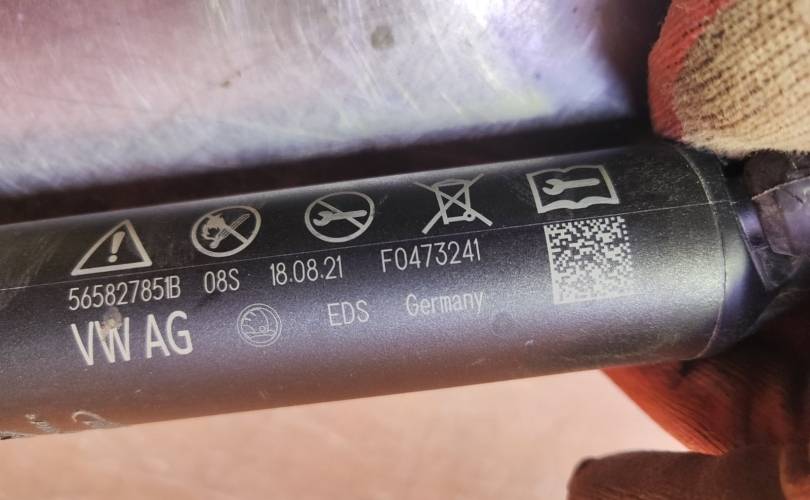 565827851B 08S 18.08.21 F0473241
VW AG EDS Germany